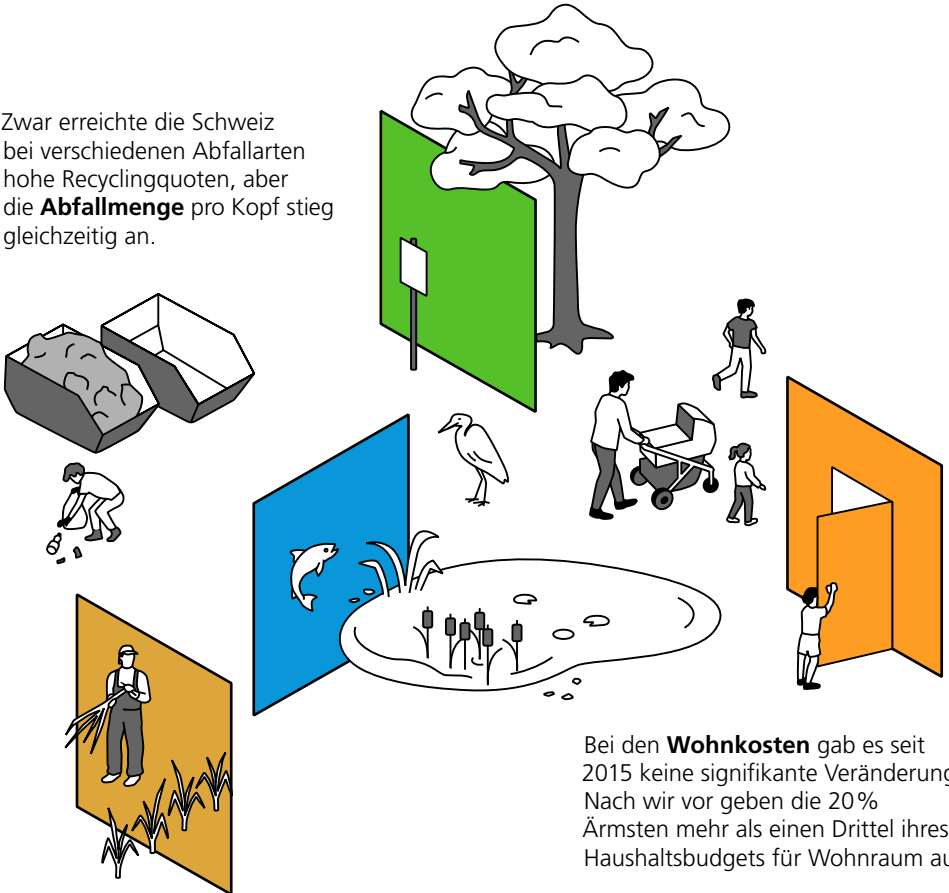 Zwar erreichte die Schweiz
bei verschiedenen Abfallarten
hohe Recyclingquoten, aber
die Abfallmenge pro Kopf stieg
gleichzeitig an.
Bei den Wohnkosten gab es seit
2015 keine signifikante Veränderung
Nach wir vor geben die 20%
Ärmsten mehr als einen Drittel ihres
Haushaltsbudgets für Wohnraum au